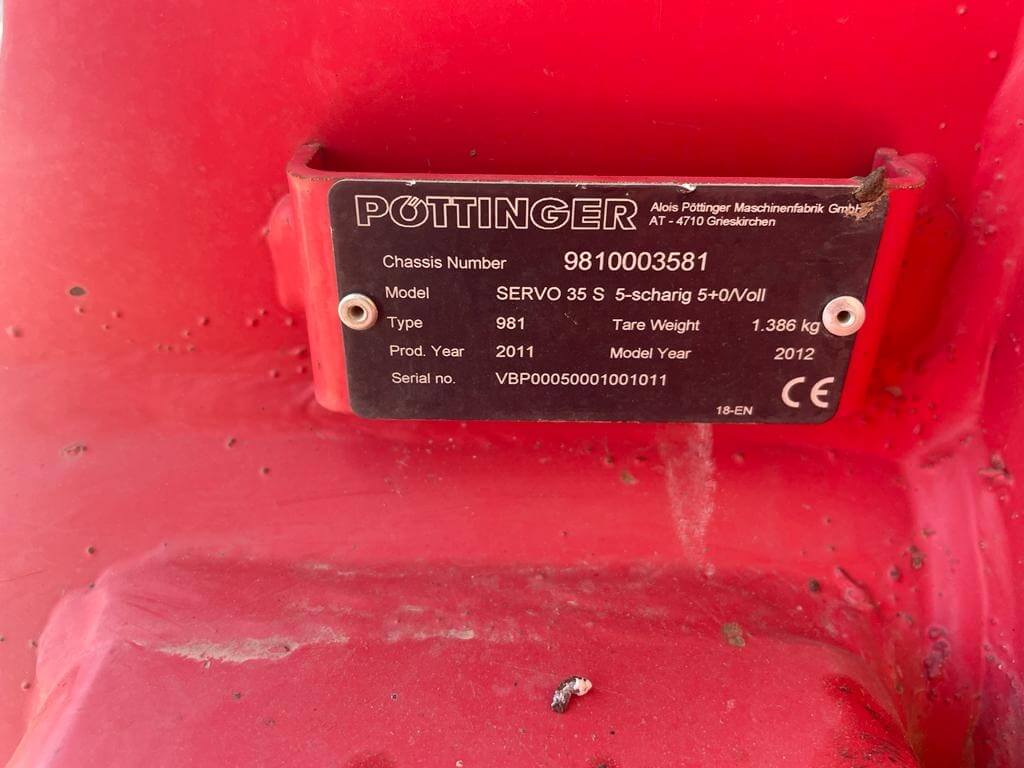 PÖTTINGER Alois Pöttinger Maschinenfabrik GmbH
AT - 4710 Grieskirchen
Chassis Number 9810003581
Model SERVO 35 S 5-scharig 5+0/Voll
Type 981 Tare Weight 1.386 kg
Prod. Year 2011 Model Year 2012
Serial no. VBP00050001001011
CE
18-EN